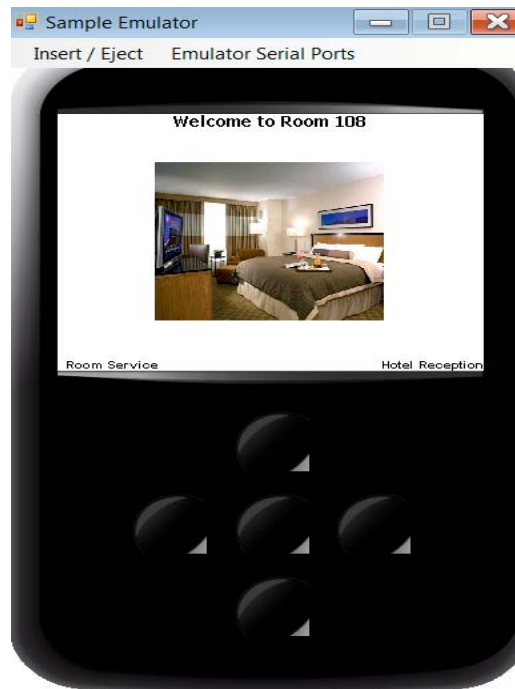 Sample Emulator
Insert / Eject Emulator Serial Ports
Welcome to Room 108
Room Service Hotel Reception